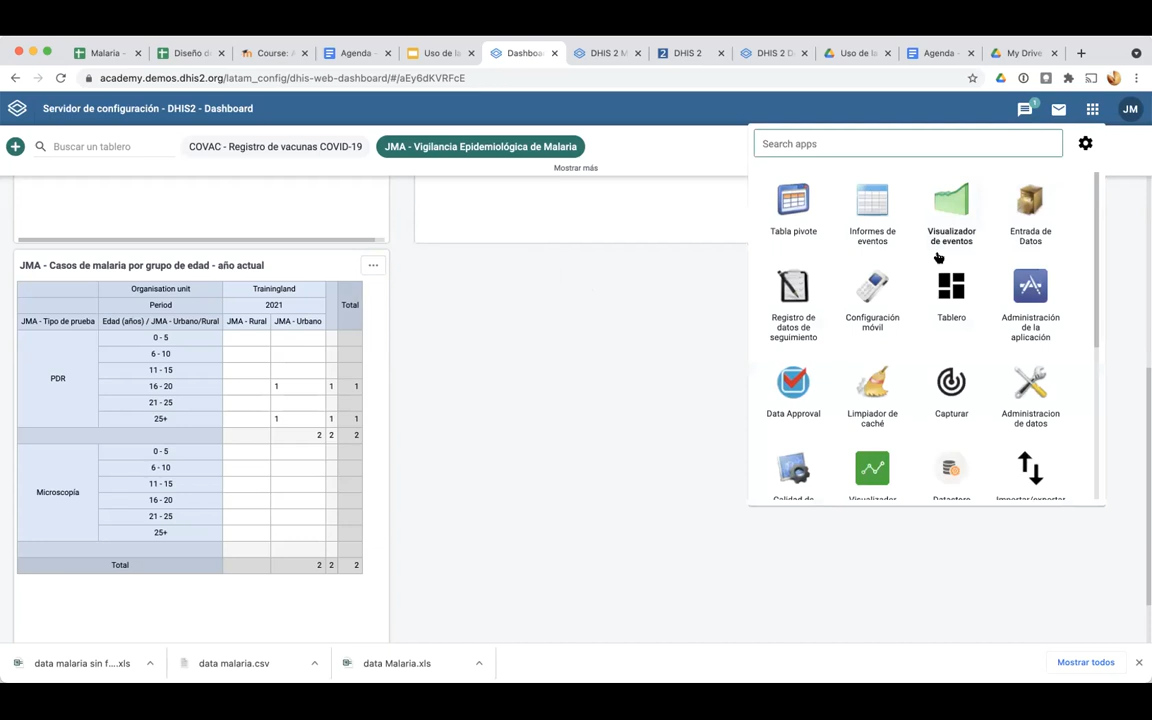 Malaria -
Diseño d
Course: A
Agenda -
Uso de la
Dashboa
DHIS 2 M
DHIS 2
DHIS 2 D
Uso de la
Agenda -
My Drive
academy.demos.dhis2.org/latam_config/dhis-web-dashboard/#/aEy6dKVRFcE
Servidor de configuración - DHIS2 - Dashboard
1
JM
Buscar un tablero
COVAC - Registro de vacunas COVID-19
JMA - Vigilancia Epidemiológica de Malaria
Mostrar más
Search apps
Tabla pivote
Informes de
eventos
Visualizador
de eventos
Entrada de
Datos
Registro de
datos de
seguimiento
Configuración
móvil
Tablero
Administración
de la
aplicación
Data Approval
Limpiador de
caché
Capturar
Administracion
de datos
Calidad de
Visualizador
Datastore
Importar/exportar
JMA - Casos de malaria por grupo de edad - año actual
Organisation unit Trainingland
Period 2021 Total
JMA - Tipo de prueba Edad (años) / JMA - Urbano/Rural JMA - Rural JMA - Urbano
PDR
0 - 5
6 - 10
11 - 15
16 - 20 1 1 1
21 - 25
25+ 1 1 1
2 2 2
Microscopía
0 - 5
6 - 10
11 - 15
16 - 20
21 - 25
25+
Total 2 2 2
data malaria sin f....xls
data malaria.csv
data Malaria.xls
Mostrar todos